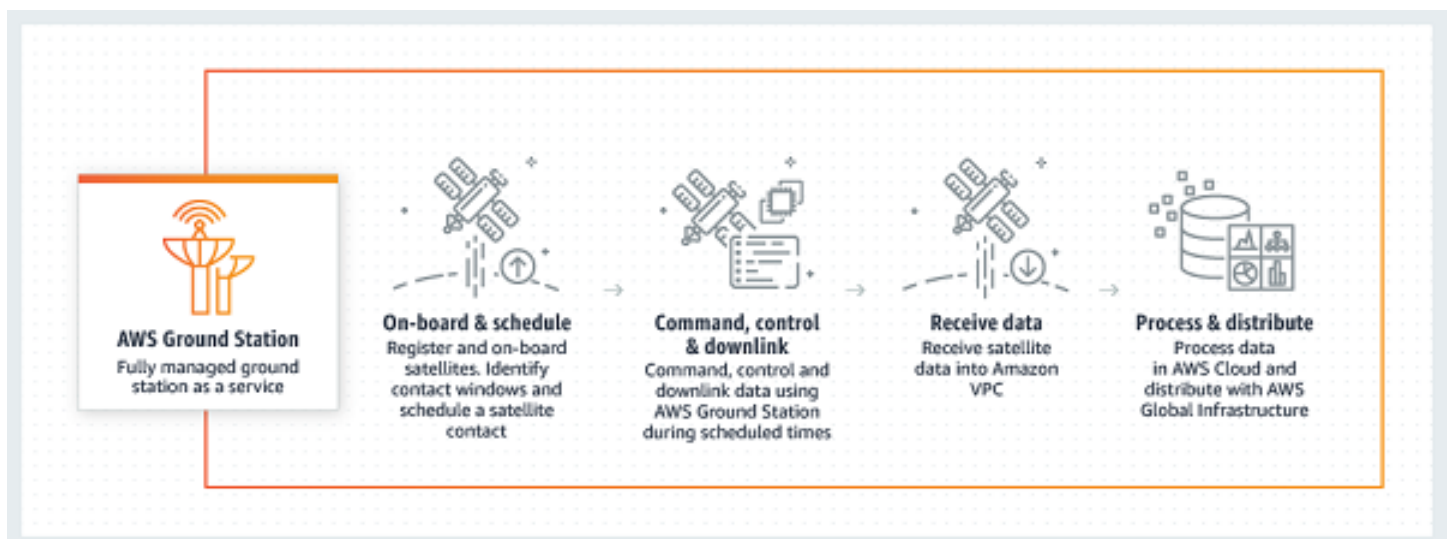 AWS Ground Station
Fully managed ground
station as a service
On-board & schedule
Register and on-board
satellites. Identify
contact windows and
schedule a satellite
contact
Command, control
& downlink
Command, control and
downlink data using
AWS Ground Station
during scheduled times
Receive data
Receive satellite
data into Amazon
VPC
Process & distribute
Process data
in AWS Cloud and
distribute with AWS
Global Infrastructure